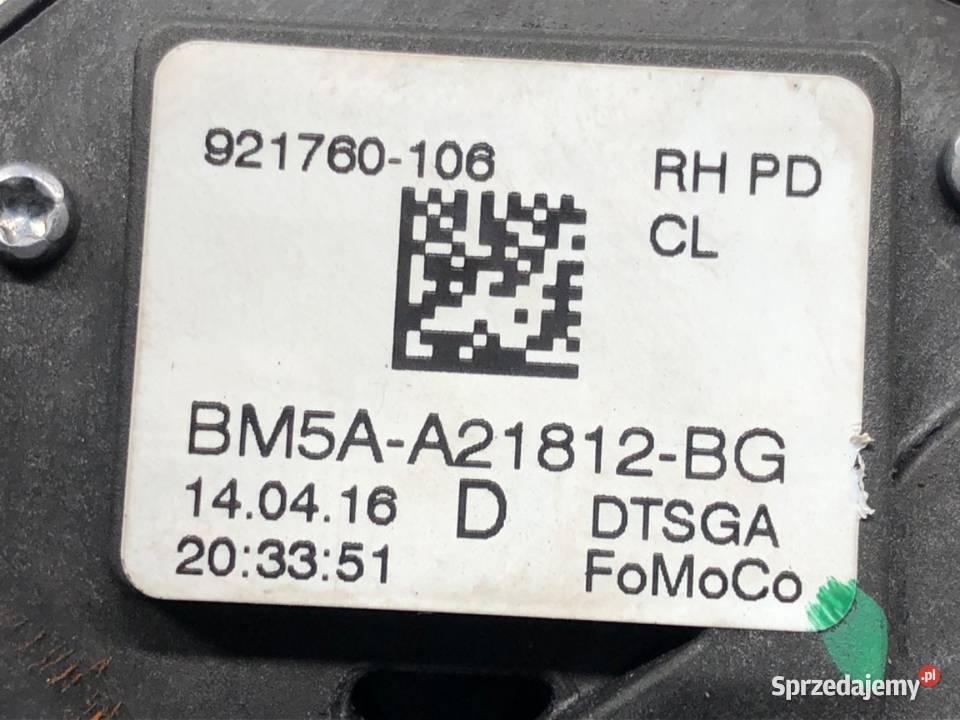 921760-106 RH PD
CL
BM5A-A21812-BG
14.04.16 D DTSGA
20:33:51 FoMoCo
Sprzedajemy.pl